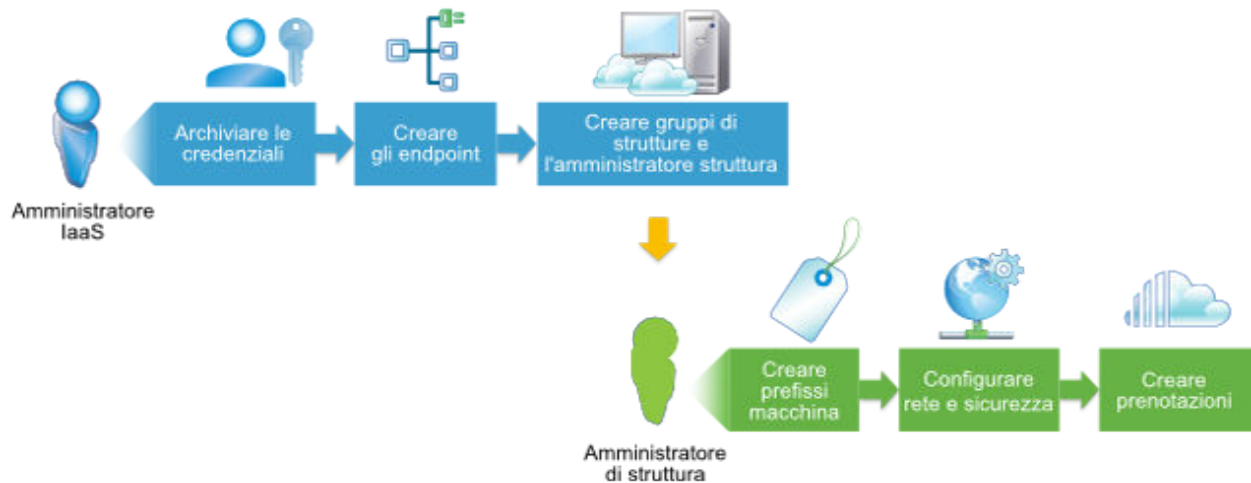 Archiviare le
credenziali
Creare
gli endpoint
Creare gruppi di
strutture e
l'amministratore struttura
Amministratore
IaaS
Creare
prefissi
macchina
Configurare
rete e sicurezza
Creare
prenotazioni
Amministratore
di struttura